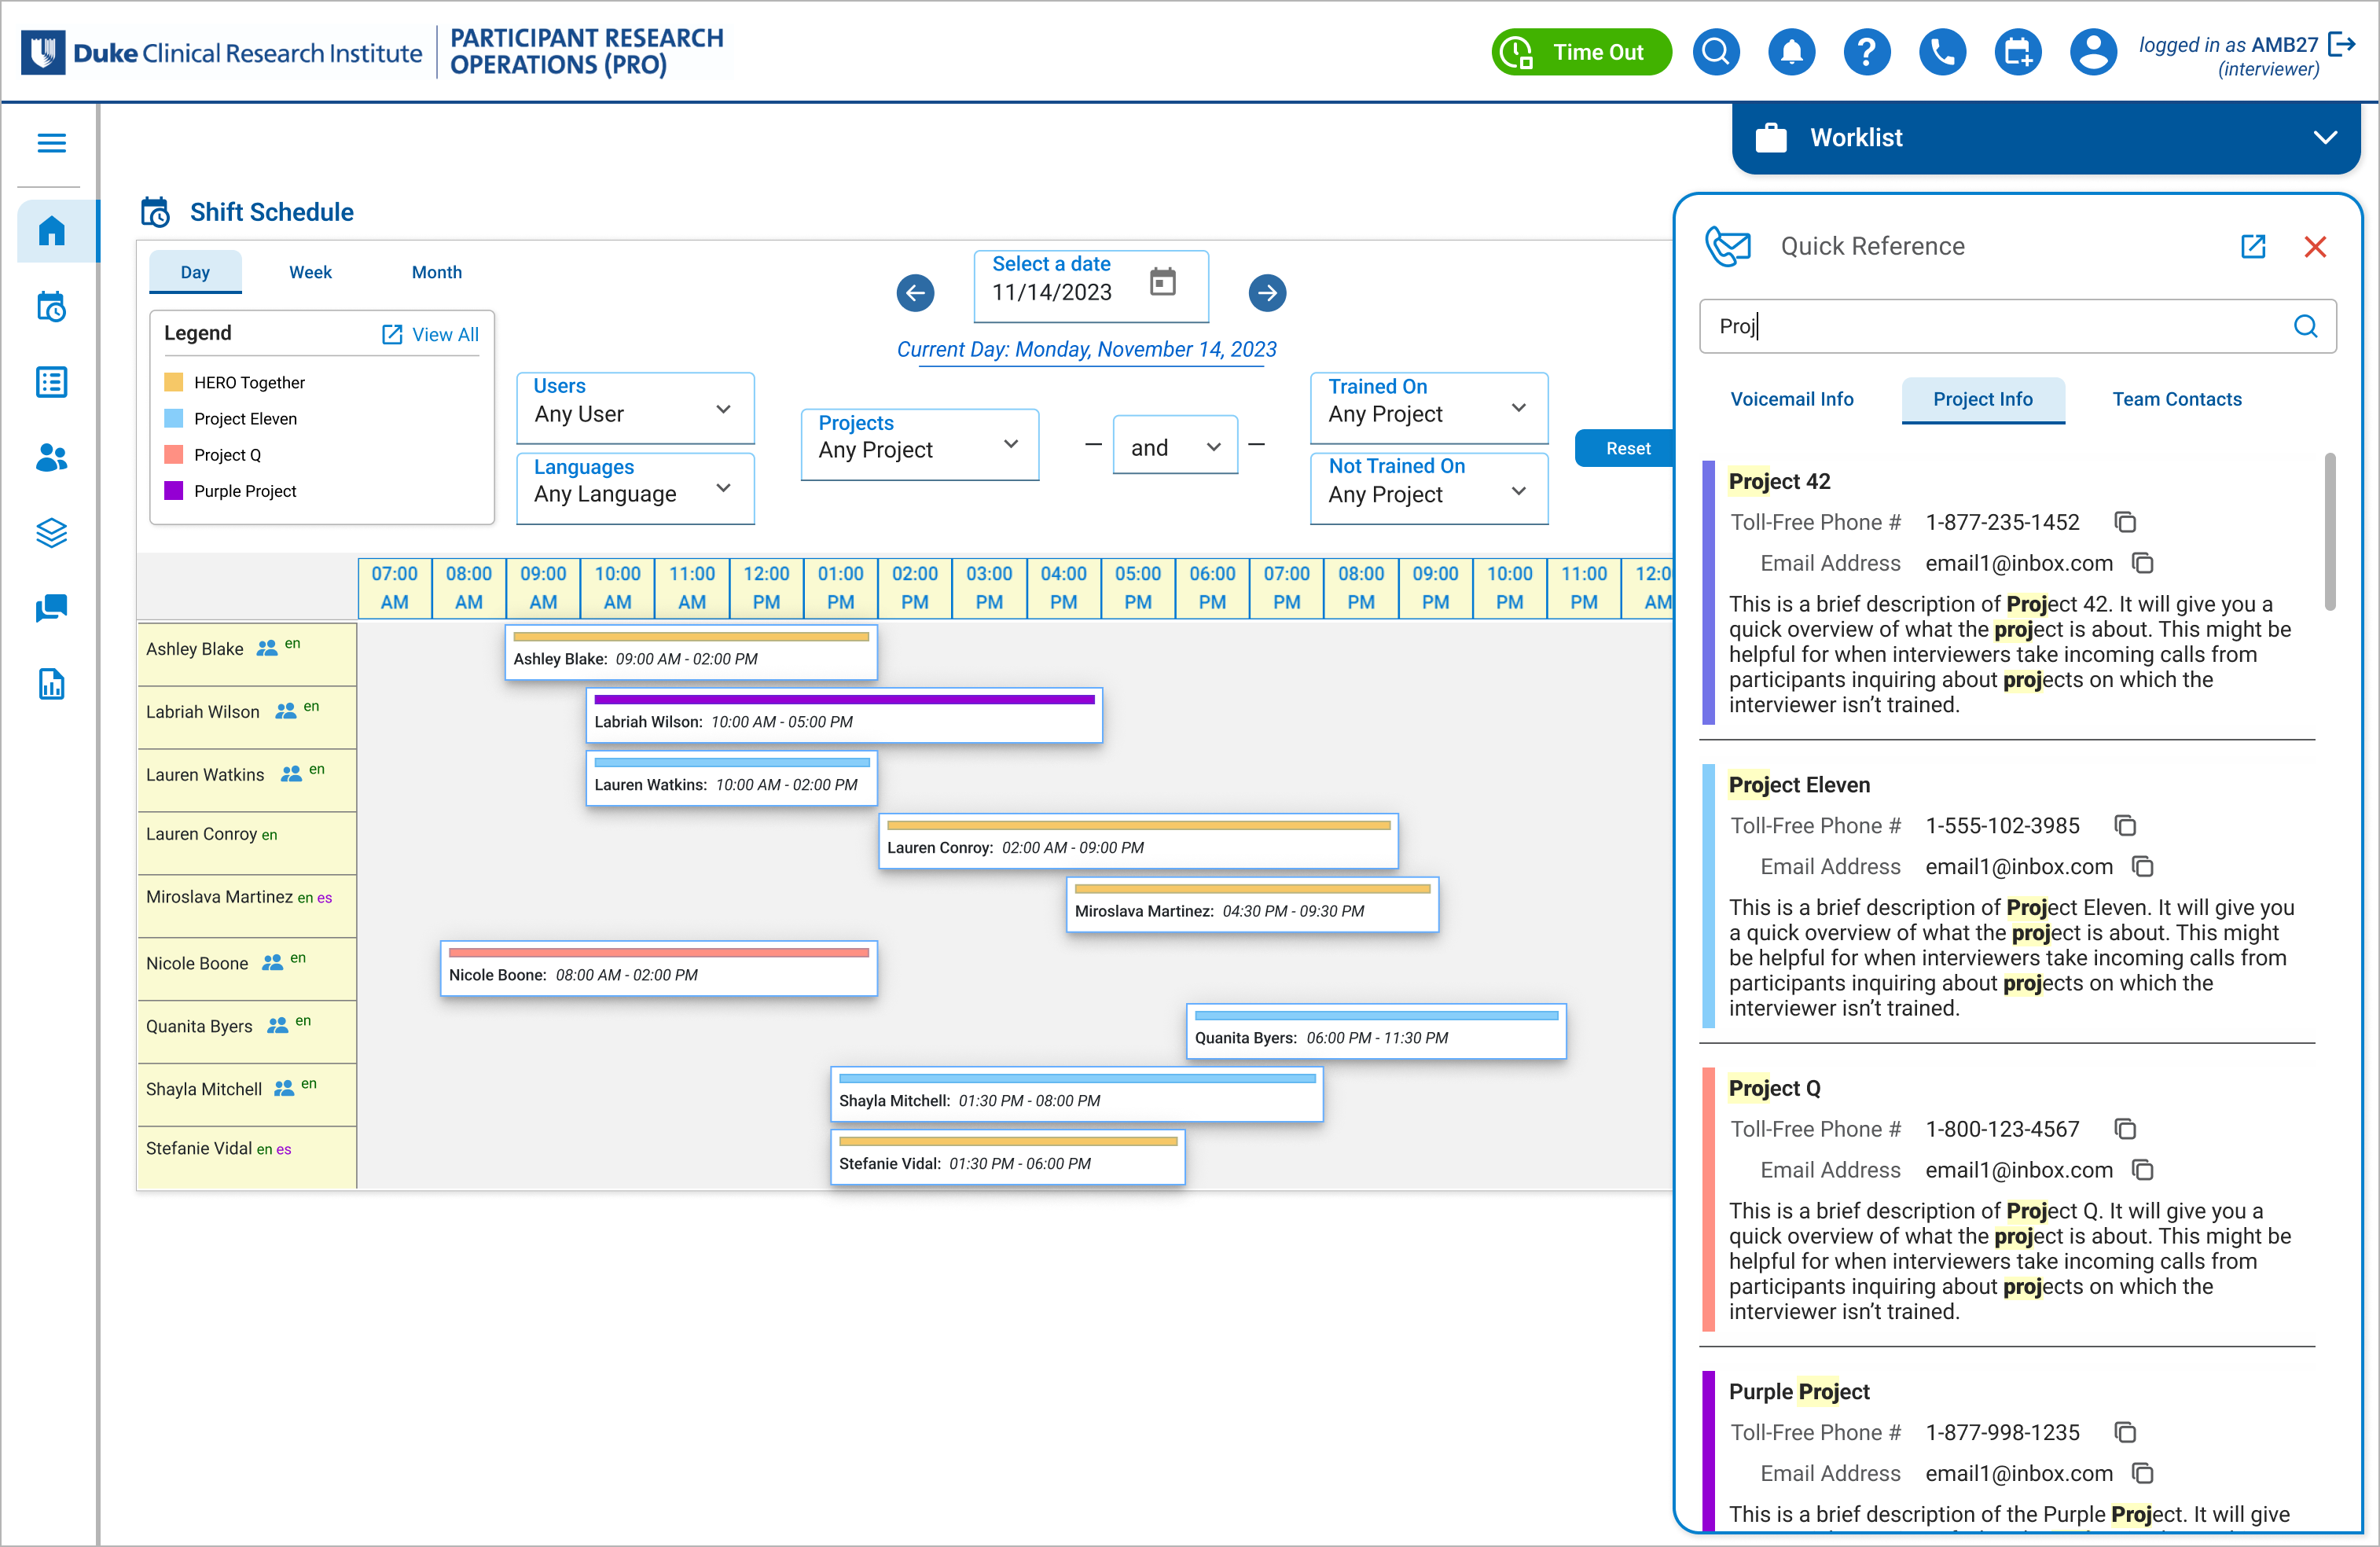 Duke Clinical Research Institute
PARTICIPANT RESEARCH
OPERATIONS (PRO)
Time Out
logged in as AMB27
(interviewer)
Worklist
Shift Schedule
Day
Week
Month
Select a date
11/14/2023
Current Day: Monday, November 14, 2023
Legend
View All
HERO Together
Project Eleven
Project Q
Purple Project
Users
Any User
Languages
Any Language
Projects
Any Project
and
Trained On
Any Project
Not Trained On
Any Project
Reset
07:00 AM
08:00 AM
09:00 AM
10:00 AM
11:00 AM
12:00 PM
01:00 PM
02:00 PM
03:00 PM
04:00 PM
05:00 PM
06:00 PM
07:00 PM
08:00 PM
09:00 PM
10:00 PM
11:00 PM
12:0 AM
Ashley Blake en
Ashley Blake: 09:00 AM - 02:00 PM
Labriah Wilson en
Labriah Wilson: 10:00 AM - 05:00 PM
Lauren Watkins en
Lauren Watkins: 10:00 AM - 02:00 PM
Lauren Conroy en
Lauren Conroy: 02:00 AM - 09:00 PM
Miroslava Martinez en es
Miroslava Martinez: 04:30 PM - 09:30 PM
Nicole Boone en
Nicole Boone: 08:00 AM - 02:00 PM
Quanita Byers en
Quanita Byers: 06:00 PM - 11:30 PM
Shayla Mitchell en
Shayla Mitchell: 01:30 PM - 08:00 PM
Stefanie Vidal en es
Stefanie Vidal: 01:30 PM - 06:00 PM
Quick Reference
Proj
Voicemail Info
Project Info
Team Contacts
Project 42
Toll-Free Phone # 1-877-235-1452
Email Address email1@inbox.com
This is a brief description of Project 42. It will give you a
quick overview of what the project is about. This might be
helpful for when interviewers take incoming calls from
participants inquiring about projects on which the
interviewer isn't trained.
Project Eleven
Toll-Free Phone # 1-555-102-3985
Email Address email1@inbox.com
This is a brief description of Project Eleven. It will give you
a quick overview of what the project is about. This might
be helpful for when interviewers take incoming calls from
participants inquiring about projects on which the
interviewer isn't trained.
Project Q
Toll-Free Phone # 1-800-123-4567
Email Address email1@inbox.com
This is a brief description of Project Q. It will give you a
quick overview of what the project is about. This might be
helpful for when interviewers take incoming calls from
participants inquiring about projects on which the
interviewer isn't trained.
Purple Project
Toll-Free Phone # 1-877-998-1235
Email Address email1@inbox.com
This is a brief description of the Purple Project. It will give